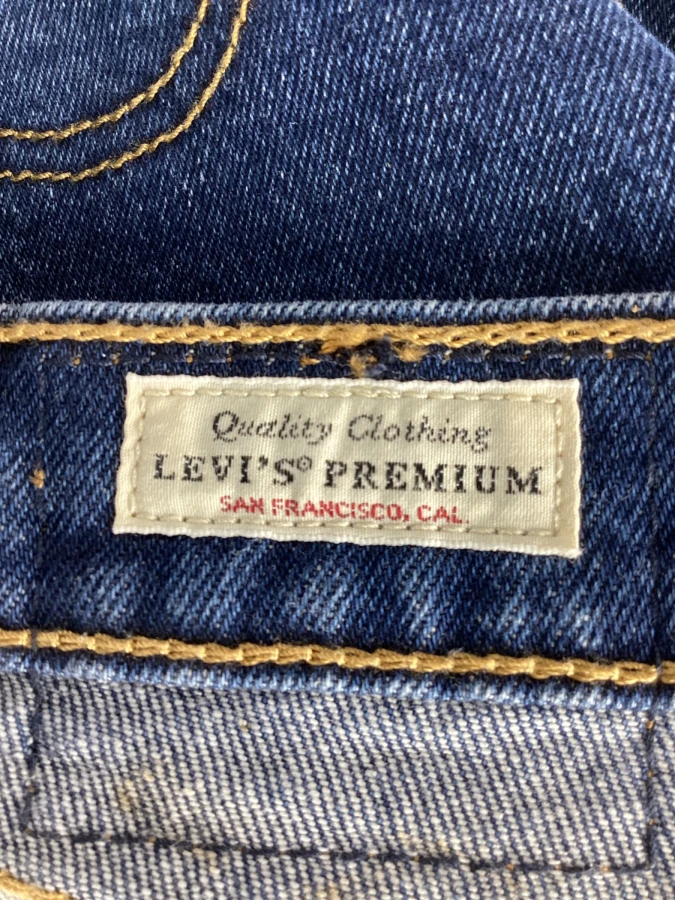 Quality Clothing
LEVI'S® PREMIUM
SAN FRANCISCO, CAL